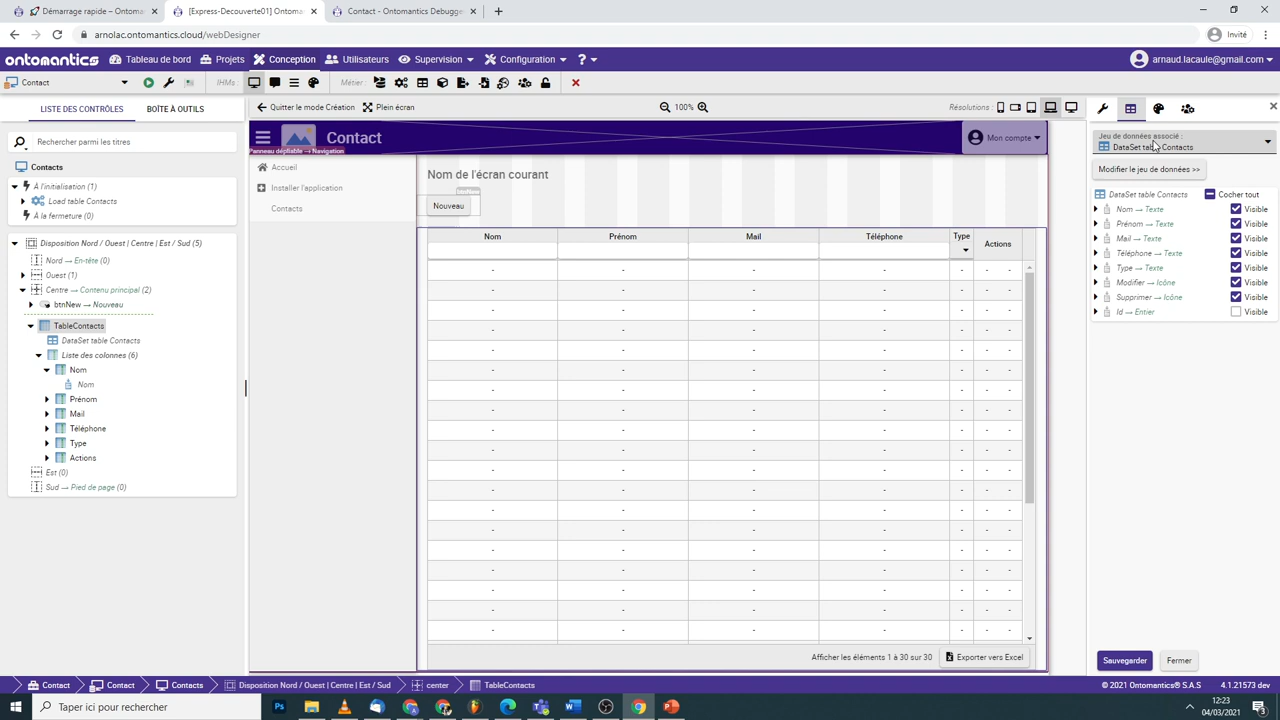 Démarrage rapide – Ontomantic
[Express-Decouverte01] Ontoman
Contact - Ontomantics Debugger
arnolac.ontomantics.cloud/webDesigner
Invité
ontomantics
Tableau de bord
Projets
Conception
Utilisateurs
Supervision
Configuration
?
arnaud.lacaule@gmail.com
Contact
IHMs :
Métier :
LISTE DES CONTRÔLES
BOÎTE À OUTILS
Quitter le mode Création
Plein écran
100%
Résolutions :
Rechercher parmi les titres
Contacts
À l'initialisation (1)
Load table Contacts
À la fermeture (0)
Disposition Nord / Ouest | Centre | Est / Sud (5)
Nord → En-tête (0)
Ouest (1)
Centre → Contenu principal (2)
btnNew → Nouveau
TableContacts
DataSet table Contacts
Liste des colonnes (6)
Nom
Nom
Prénom
Mail
Téléphone
Type
Actions
Est (0)
Sud → Pied de page (0)
Contact
Mon compte
Panneau dépliable → Navigation
Accueil
Installer l'application
Contacts
Nom de l'écran courant
Nouveau
Nom
Prénom
Mail
Téléphone
Type
Actions
Afficher les éléments 1 à 30 sur 30
Exporter vers Excel
Jeu de données associé :
DataSet table Contacts
Modifier le jeu de données >>
DataSet table Contacts
Cocher tout
Nom → Texte
Visible
Prénom → Texte
Visible
Mail → Texte
Visible
Téléphone → Texte
Visible
Type → Texte
Visible
Modifier → Icône
Visible
Supprimer → Icône
Visible
Id → Entier
Visible
Sauvegarder
Fermer
Contact
Contact
Contacts
Disposition Nord / Ouest | Centre | Est / Sud
center
TableContacts
© 2021 Ontomantics® S.A.S
4.1.21573 dev
Taper ici pour rechercher
12:23
04/03/2021